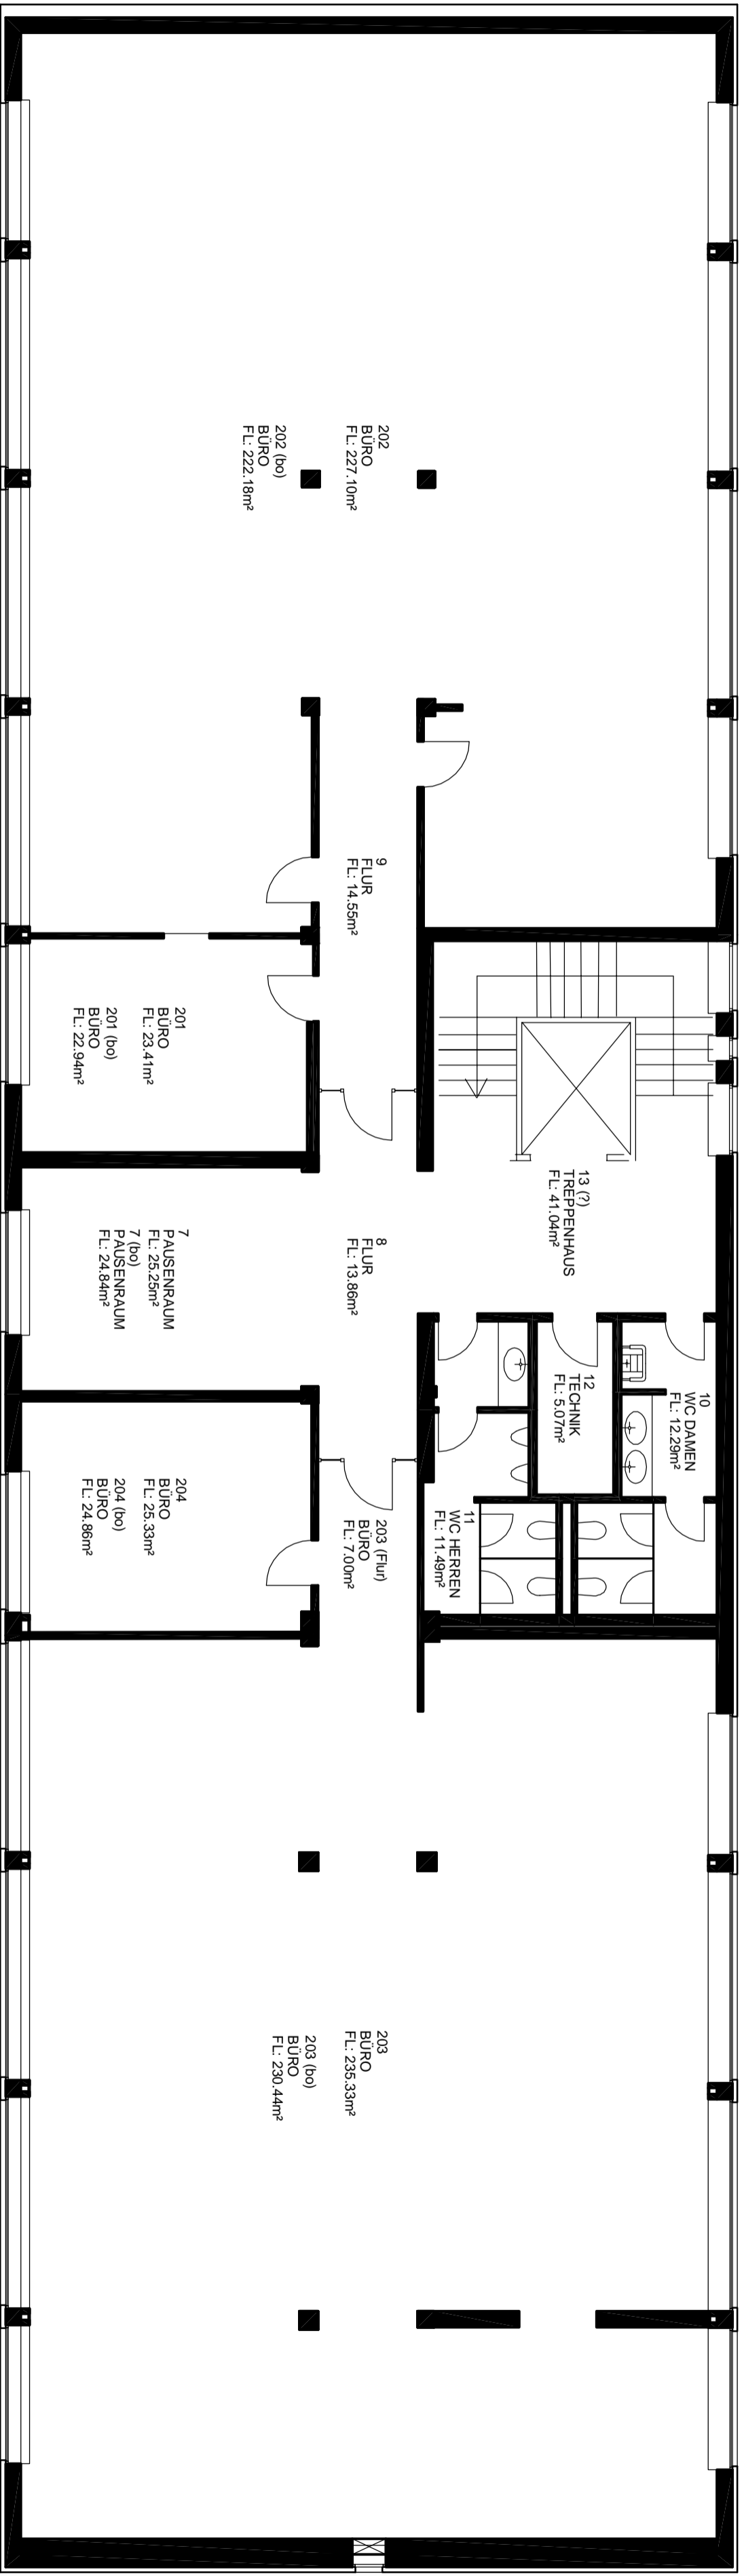 202
BÜRO
FL: 227.10m²
202 (bo)
BÜRO
FL: 222.18m²
9
FLUR
FL: 14.55m²
201
BÜRO
FL: 23.41m²
201 (bo)
BÜRO
FL: 22.94m²
13 (?)
TREPPENHAUS
FL: 41.04m²
8
FLUR
FL: 13.86m²
7
PAUSENRAUM
FL: 25.25m²
7 (bo)
PAUSENRAUM
FL: 24.84m²
10
WC DAMEN
FL: 12.29m²
12
TECHNIK
FL: 5.07m²
11
WC HERREN
FL: 11.49m²
203 (Flur)
BÜRO
FL: 7.00m²
204
BÜRO
FL: 25.33m²
204 (bo)
BÜRO
FL: 24.86m²
203
BÜRO
FL: 235.33m²
203 (bo)
BÜRO
FL: 230.44m²